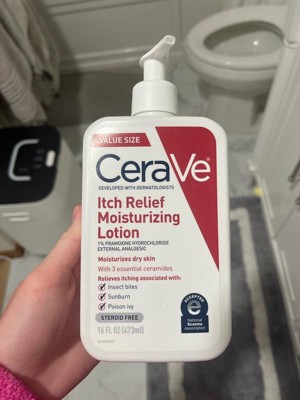 VALUE SIZE
CeraVe
DEVELOPED WITH DERMATOLOGISTS
Itch Relief
Moisturizing
Lotion
1% PRAMOXINE HYDROCHLORIDE
EXTERNAL ANALGESIC
Moisturizes dry skin
With 3 essential ceramides
Relieves itching associated with:
Insect bites
Sunburn
Poison ivy
STEROID FREE
16 FL OZ (473ml)
ACCEPTED
e
National
Eczema
Association